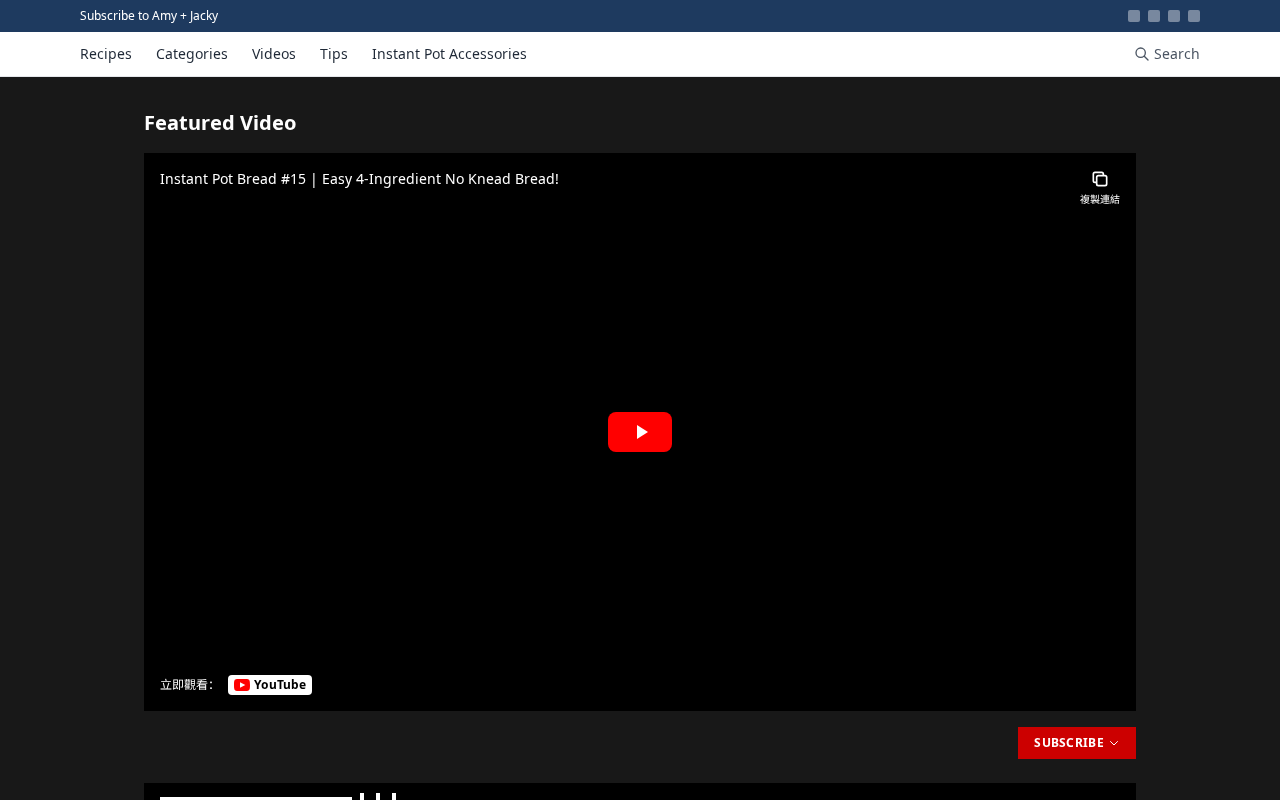 Subscribe to Amy + Jacky
Recipes Categories Videos Tips Instant Pot Accessories Search
Featured Video
Instant Pot Bread #15 | Easy 4-Ingredient No Knead Bread!
複製連結
立即觀看：
YouTube
SUBSCRIBE